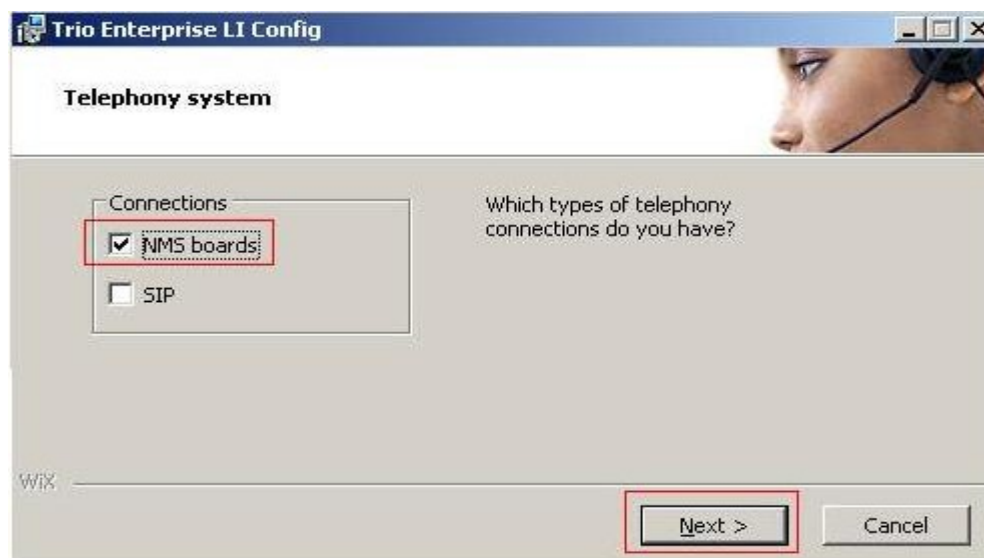 Trio Enterprise LI Config
Telephony system
Connections
NMS boards
SIP
Which types of telephony
connections do you have?
WiX
Next >
Cancel